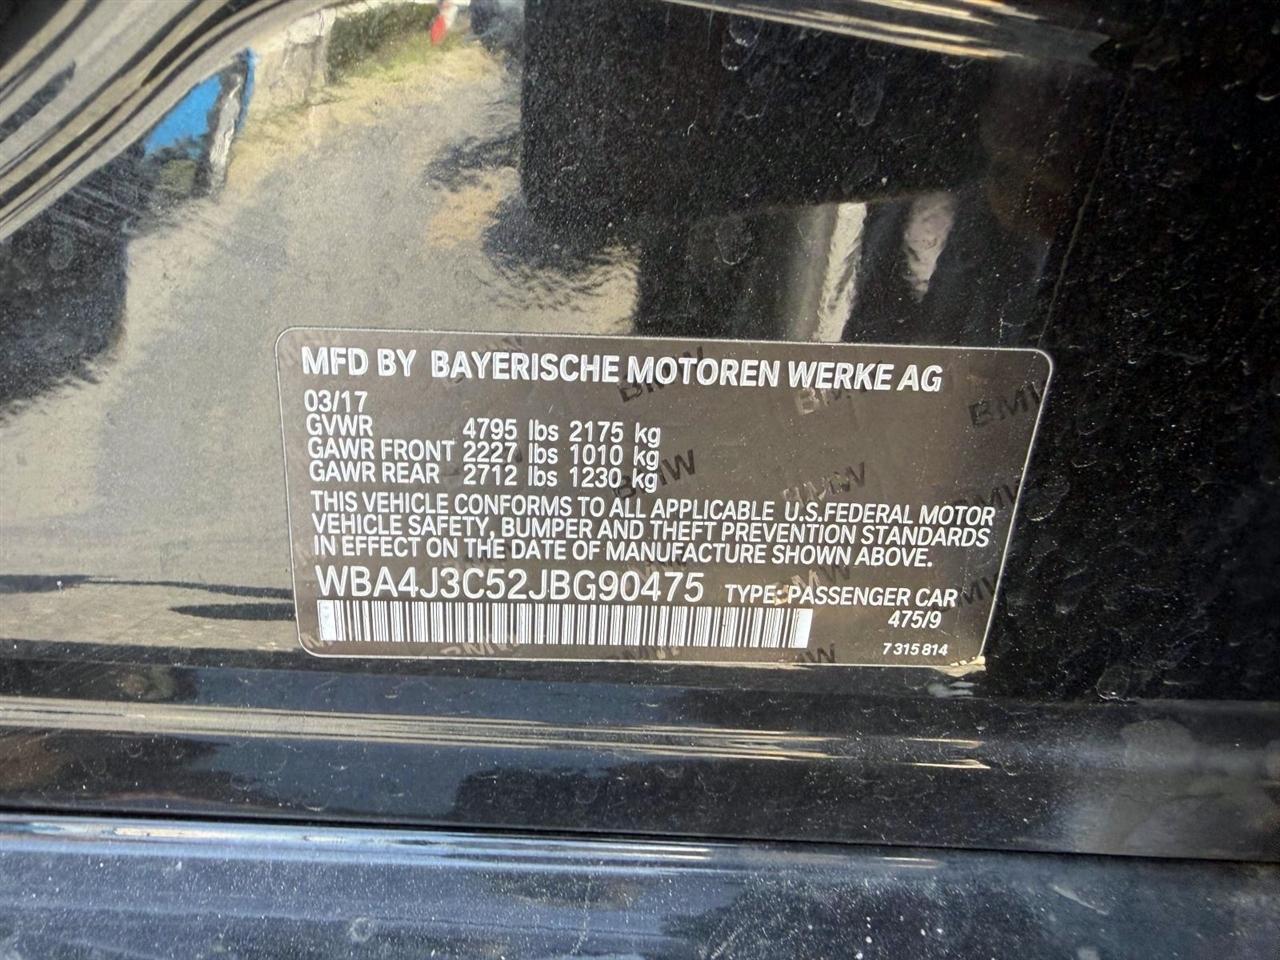 MFD BY BAYERISCHE MOTOREN WERKE AG
03/17
GVWR 4795 lbs 2175 kg
GAWR FRONT 2227 lbs 1010 kg
GAWR REAR 2712 lbs 1230 kg
THIS VEHICLE CONFORMS TO ALL APPLICABLE U.S.FEDERAL MOTOR
VEHICLE SAFETY, BUMPER AND THEFT PREVENTION STANDARDS
IN EFFECT ON THE DATE OF MANUFACTURE SHOWN ABOVE.
WBA4J3C52JBG90475 TYPE: PASSENGER CAR
475/9
7 315 814